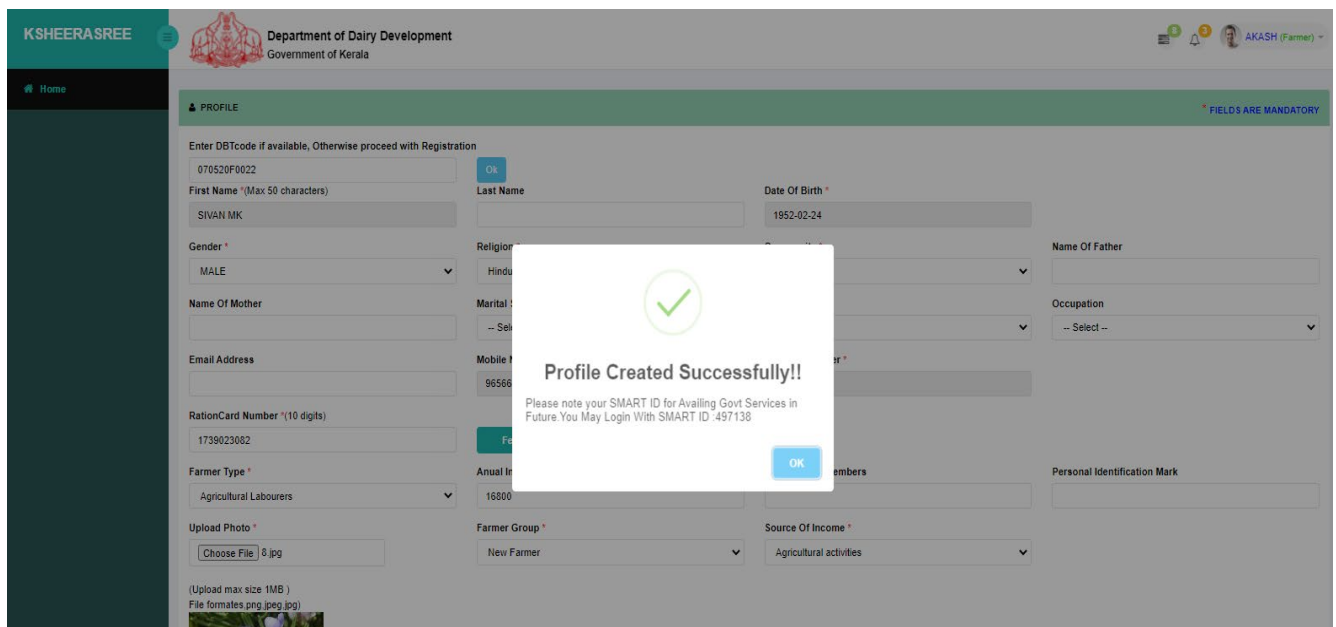 KSHEERASREE
Department of Dairy Development
Government of Kerala
AKASH (Farmer)
Home
PROFILE
* FIELDS ARE MANDATORY
Enter DBTcode if available, Otherwise proceed with Registration
070520F0022
Ok
First Name *(Max 50 characters)
Last Name
Date Of Birth *
SIVAN MK
1952-02-24
Gender *
Religion
Name Of Father
MALE
Hindu
Name Of Mother
Marital
Occupation
-- Select --
Email Address
Mobile
Profile Created Successfully!!
96566
Please note your SMART ID for Availing Govt Services in
Future.You May Login With SMART ID :497138
RationCard Number *(10 digits)
1739023082
OK
Farmer Type *
Personal Identification Mark
Agricultural Labourers
16800
Upload Photo *
Farmer Group *
Source Of Income *
Choose File 8.jpg
New Farmer
Agricultural activities
(Upload max size 1MB )
File formates.png,jpeg,jpg)